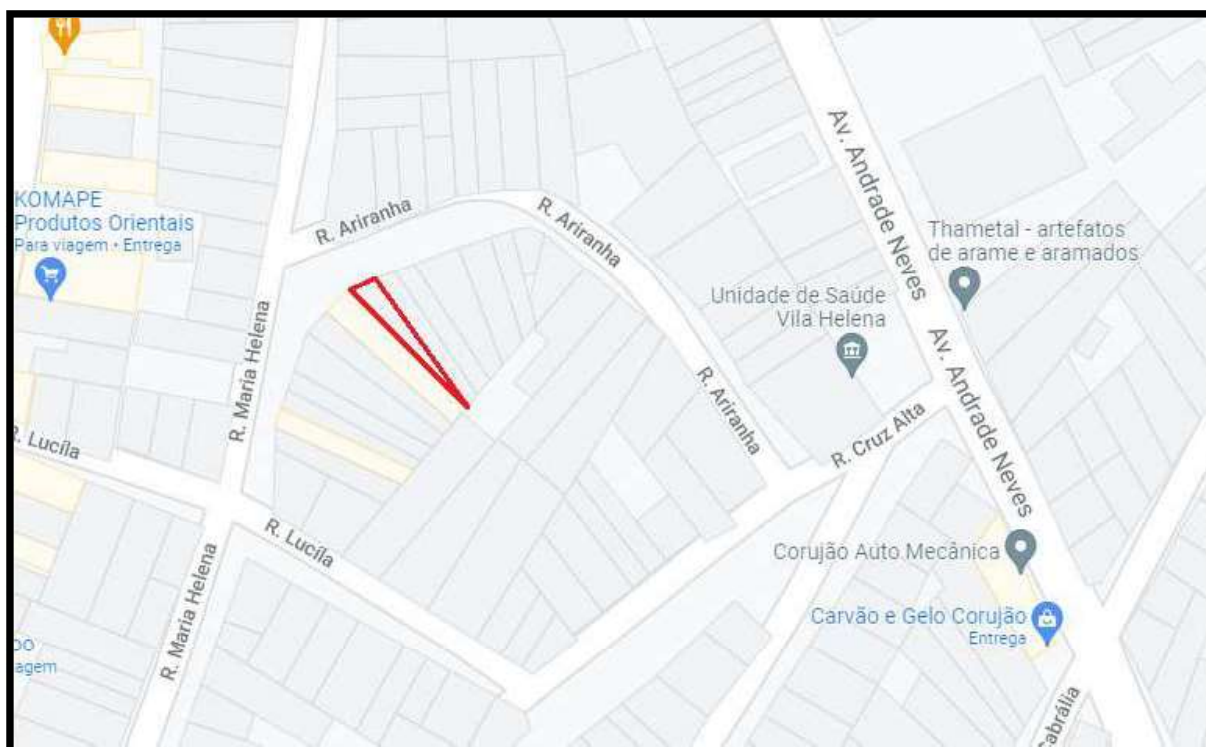 KOMAPE
Produtos Orientais
Para viagem • Entrega
R. Ariranha
R. Ariranha
R. Ariranha
Av. Andrade Neves
Av. Andrade Neves
Thametal - artefatos
de arame e aramados
Unidade de Saúde
Vila Helena
R. Maria Helena
R. Lucíla
R. Cruz Alta
R. Lucíla
R. Maria Helena
Corujão Auto Mecânica
Carvão e Gelo Corujão
Entrega